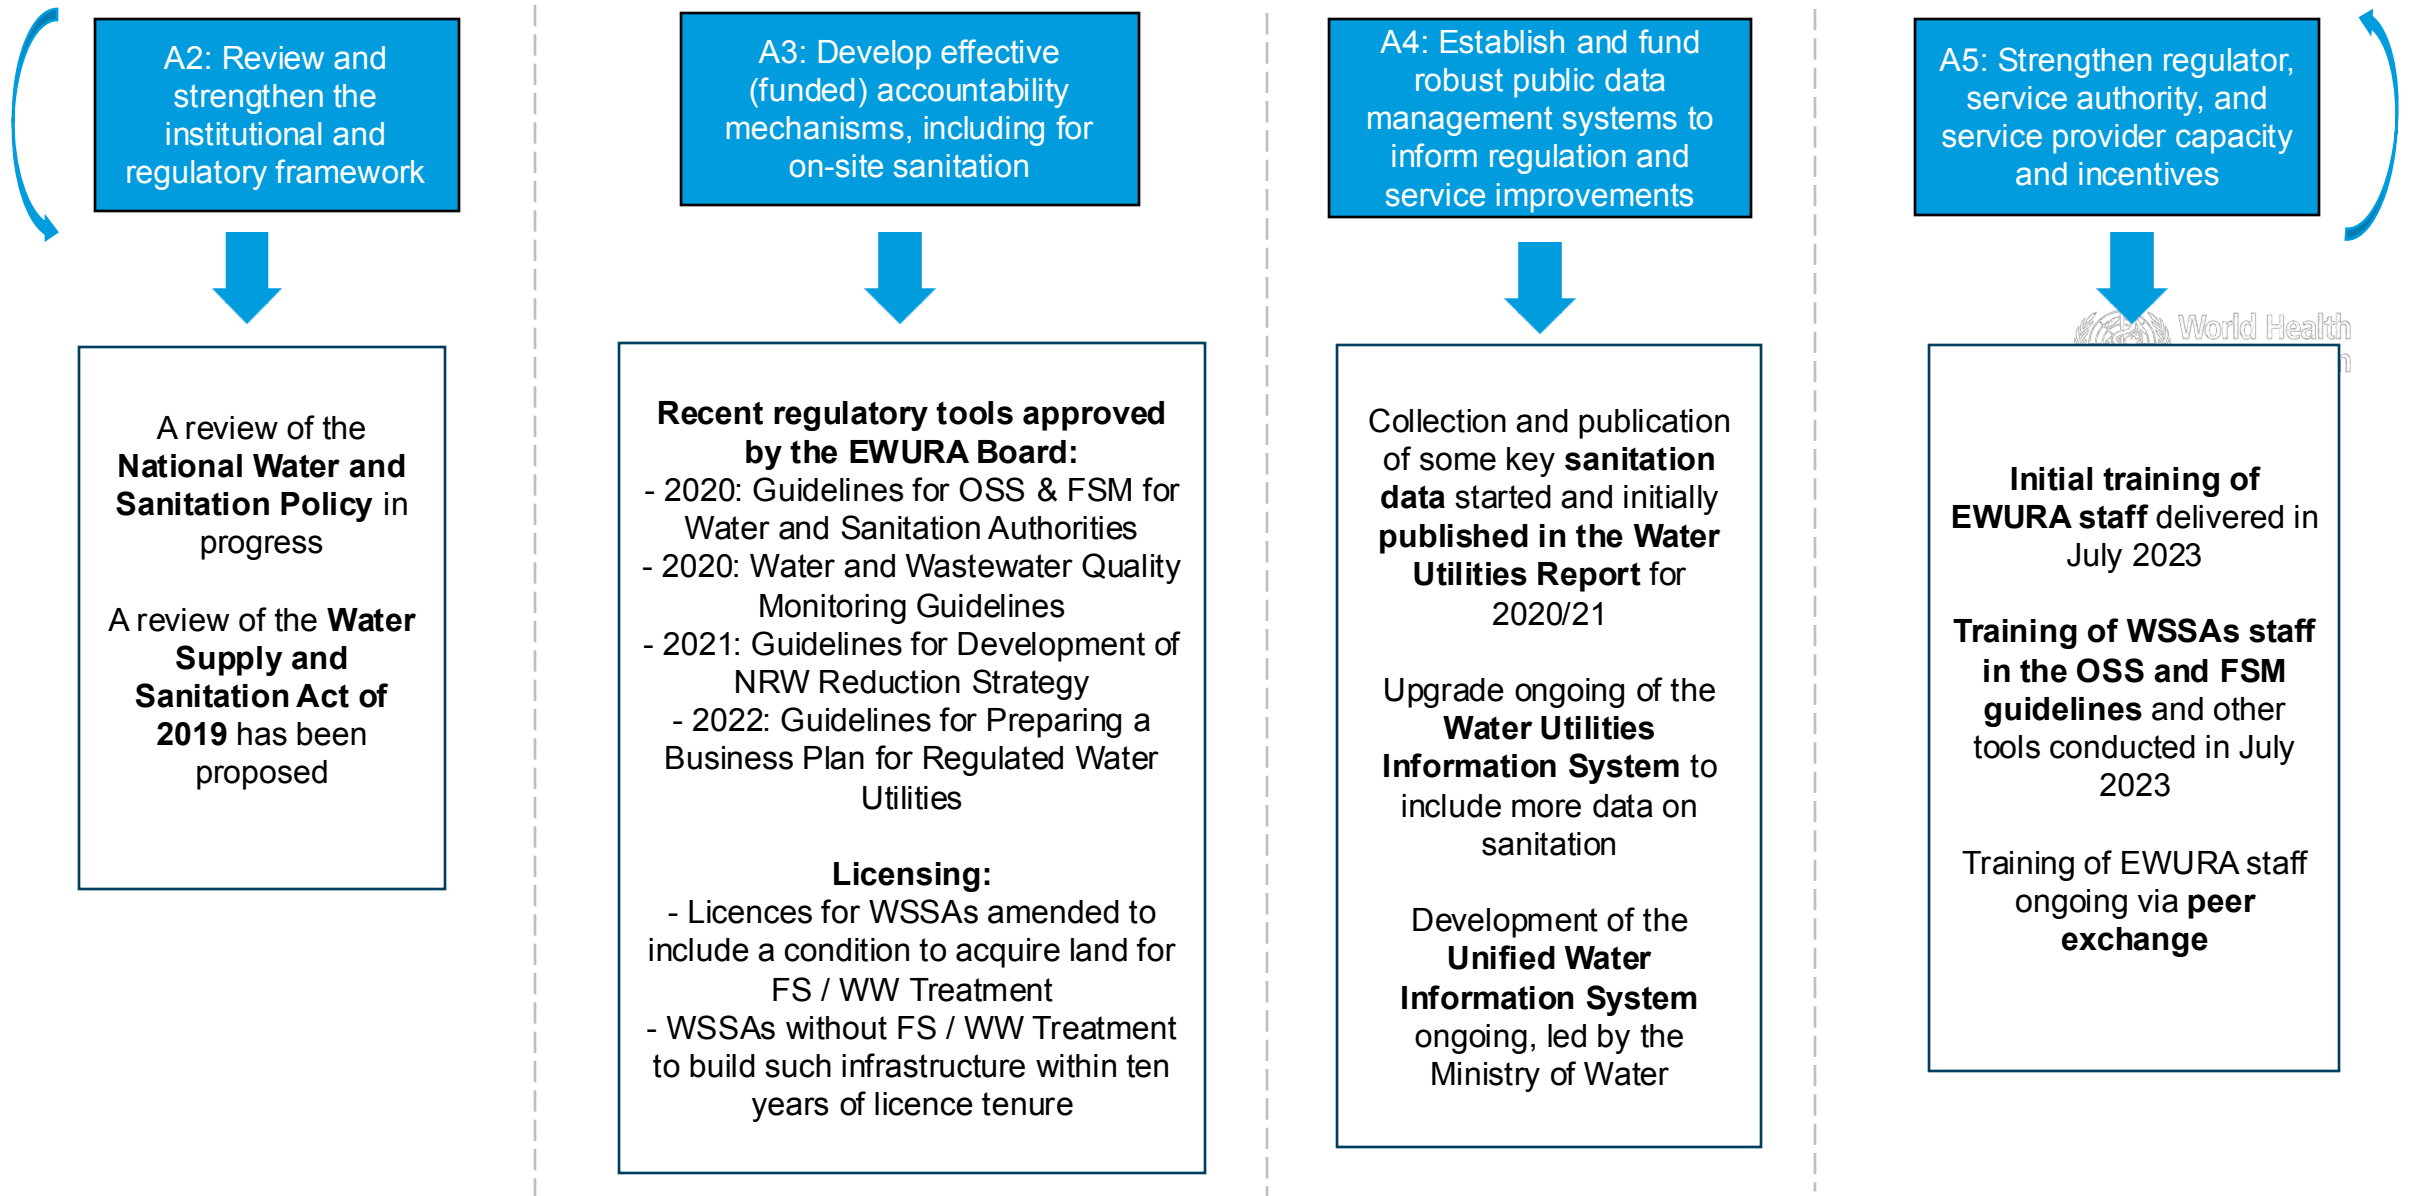 A2: Review and
strengthen the
institutional and
regulatory framework
A review of the
National Water and
Sanitation Policy in
progress
A review of the Water
Supply and
Sanitation Act of
2019 has been
proposed
A3: Develop effective
(funded) accountability
mechanisms, including for
on-site sanitation
Recent regulatory tools approved
by the EWURA Board:
- 2020: Guidelines for OSS & FSM for
Water and Sanitation Authorities
- 2020: Water and Wastewater Quality
Monitoring Guidelines
- 2021: Guidelines for Development of
NRW Reduction Strategy
- 2022: Guidelines for Preparing a
Business Plan for Regulated Water
Utilities
Licensing:
- Licences for WSSAs amended to
include a condition to acquire land for
FS / WW Treatment
- WSSAs without FS / WW Treatment
to build such infrastructure within ten
years of licence tenure
A4: Establish and fund
robust public data
management systems to
inform regulation and
service improvements
Collection and publication
of some key sanitation
data started and initially
published in the Water
Utilities Report for
2020/21
Upgrade ongoing of the
Water Utilities
Information System to
include more data on
sanitation
Development of the
Unified Water
Information System
ongoing, led by the
Ministry of Water
A5: Strengthen regulator,
service authority, and
service provider capacity
and incentives
World Health
Initial training of
EWURA staff delivered in
July 2023
Training of WSSAs staff
in the OSS and FSM
guidelines and other
tools conducted in July
2023
Training of EWURA staff
ongoing via peer
exchange